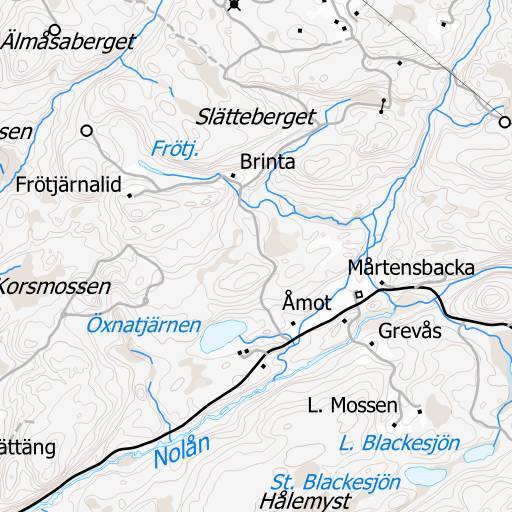 Älmåsaberget
Slätteberget
sen
Frötj.
Brinta
Frötjärnalid
Mårtensbacka
Korsmossen
Åmot
Öxnatjärnen
Grevås
L. Mossen
ättäng
Nolån
L. Blackesjön
St. Blackesjön
Hålemyst